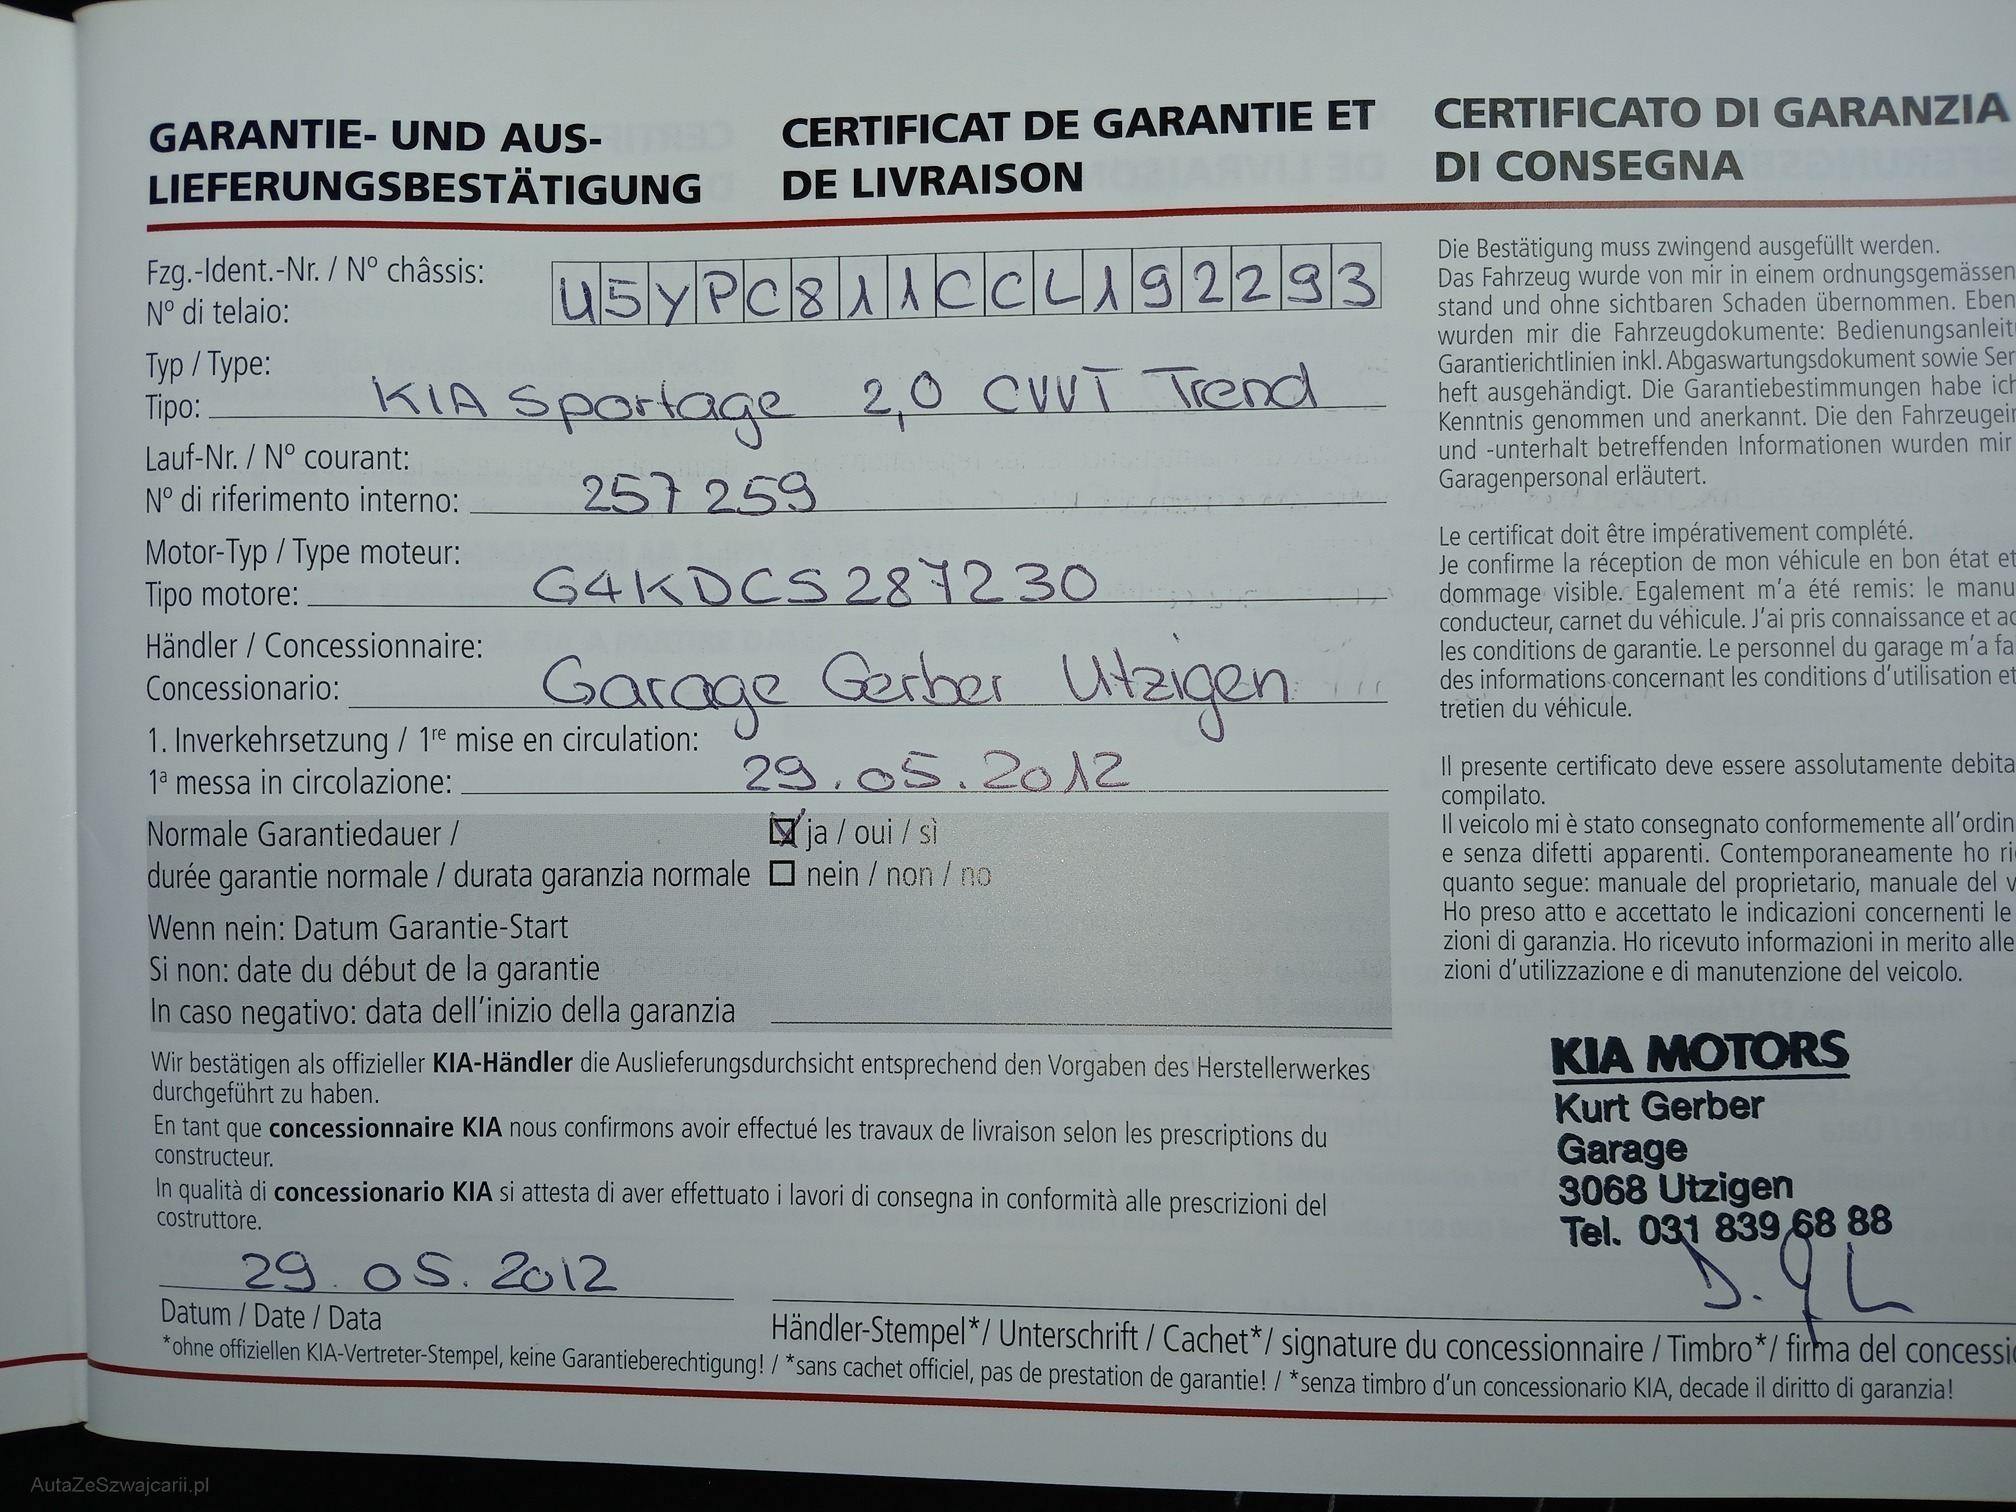 GARANTIE- UND AUS-
LIEFERUNGSBESTÄTIGUNG
CERTIFICAT DE GARANTIE ET
DE LIVRAISON
CERTIFICATO DI GARANZIA
DI CONSEGNA
Fzg.-Ident.-Nr. / Nº châssis:
Nº di telaio:
U5YPC811CCL192293
Typ / Type:
Tipo: KIA Sportage 2,0 CVVT Trend
Lauf-Nr. / Nº courant:
Nº di riferimento interno: 257 259
Motor-Typ / Type moteur:
Tipo motore: G4KDCS287230
Händler / Concessionnaire:
Concessionario: Garage Gerber Utzigen
1. Inverkehrsetzung / 1re mise en circulation:
1ª messa in circolazione: 29.05.2012
Normale Garantiedauer / ja / oui / sì
durée garantie normale / durata garanzia normale nein / non / no
Wenn nein: Datum Garantie-Start
Si non: date du début de la garantie
In caso negativo: data dell'inizio della garanzia
Wir bestätigen als offizieller KIA-Händler die Auslieferungsdurchsicht entsprechend den Vorgaben des Herstellerwerkes
durchgeführt zu haben.
En tant que concessionnaire KIA nous confirmons avoir effectué les travaux de livraison selon les prescriptions du
constructeur.
In qualità di concessionario KIA si attesta di aver effettuato i lavori di consegna in conformità alle prescrizioni del
costruttore.
29.05.2012
Datum / Date / Data
Die Bestätigung muss zwingend ausgefüllt werden.
Das Fahrzeug wurde von mir in einem ordnungsgemässen
stand und ohne sichtbaren Schaden übernommen. Eben
wurden mir die Fahrzeugdokumente: Bedienungsanleit
Garantierichtlinien inkl. Abgaswartungsdokument sowie Ser
heft ausgehändigt. Die Garantiebestimmungen habe ich
Kenntnis genommen und anerkannt. Die den Fahrzeugein
und -unterhalt betreffenden Informationen wurden mir
Garagenpersonal erläutert.
Le certificat doit être impérativement complété.
Je confirme la réception de mon véhicule en bon état et
dommage visible. Egalement m'a été remis: le manu
conducteur, carnet du véhicule. J'ai pris connaissance et ac
les conditions de garantie. Le personnel du garage m'a fa
des informations concernant les conditions d'utilisation et
tretien du véhicule.
Il presente certificato deve essere assolutamente debita
compilato.
Il veicolo mi è stato consegnato conformemente all'ordin
e senza difetti apparenti. Contemporaneamente ho ri
quanto segue: manuale del proprietario, manuale del v
Ho preso atto e accettato le indicazioni concernenti le
zioni di garanzia. Ho ricevuto informazioni in merito alle
zioni d'utilizzazione e di manutenzione del veicolo.
KIA MOTORS
Kurt Gerber
Garage
3068 Utzigen
Tel. 031 839 68 88
Händler-Stempel*/ Unterschrift / Cachet*/ signature du concessionnaire / Timbro*/ firma del concessi
*ohne offiziellen KIA-Vertreter-Stempel, keine Garantieberechtigung! / *sans cachet officiel, pas de prestation de garantie! / *senza timbro d'un concessionario KIA, decade il diritto di garanzia!
AutaZeSzwajcarii.pl